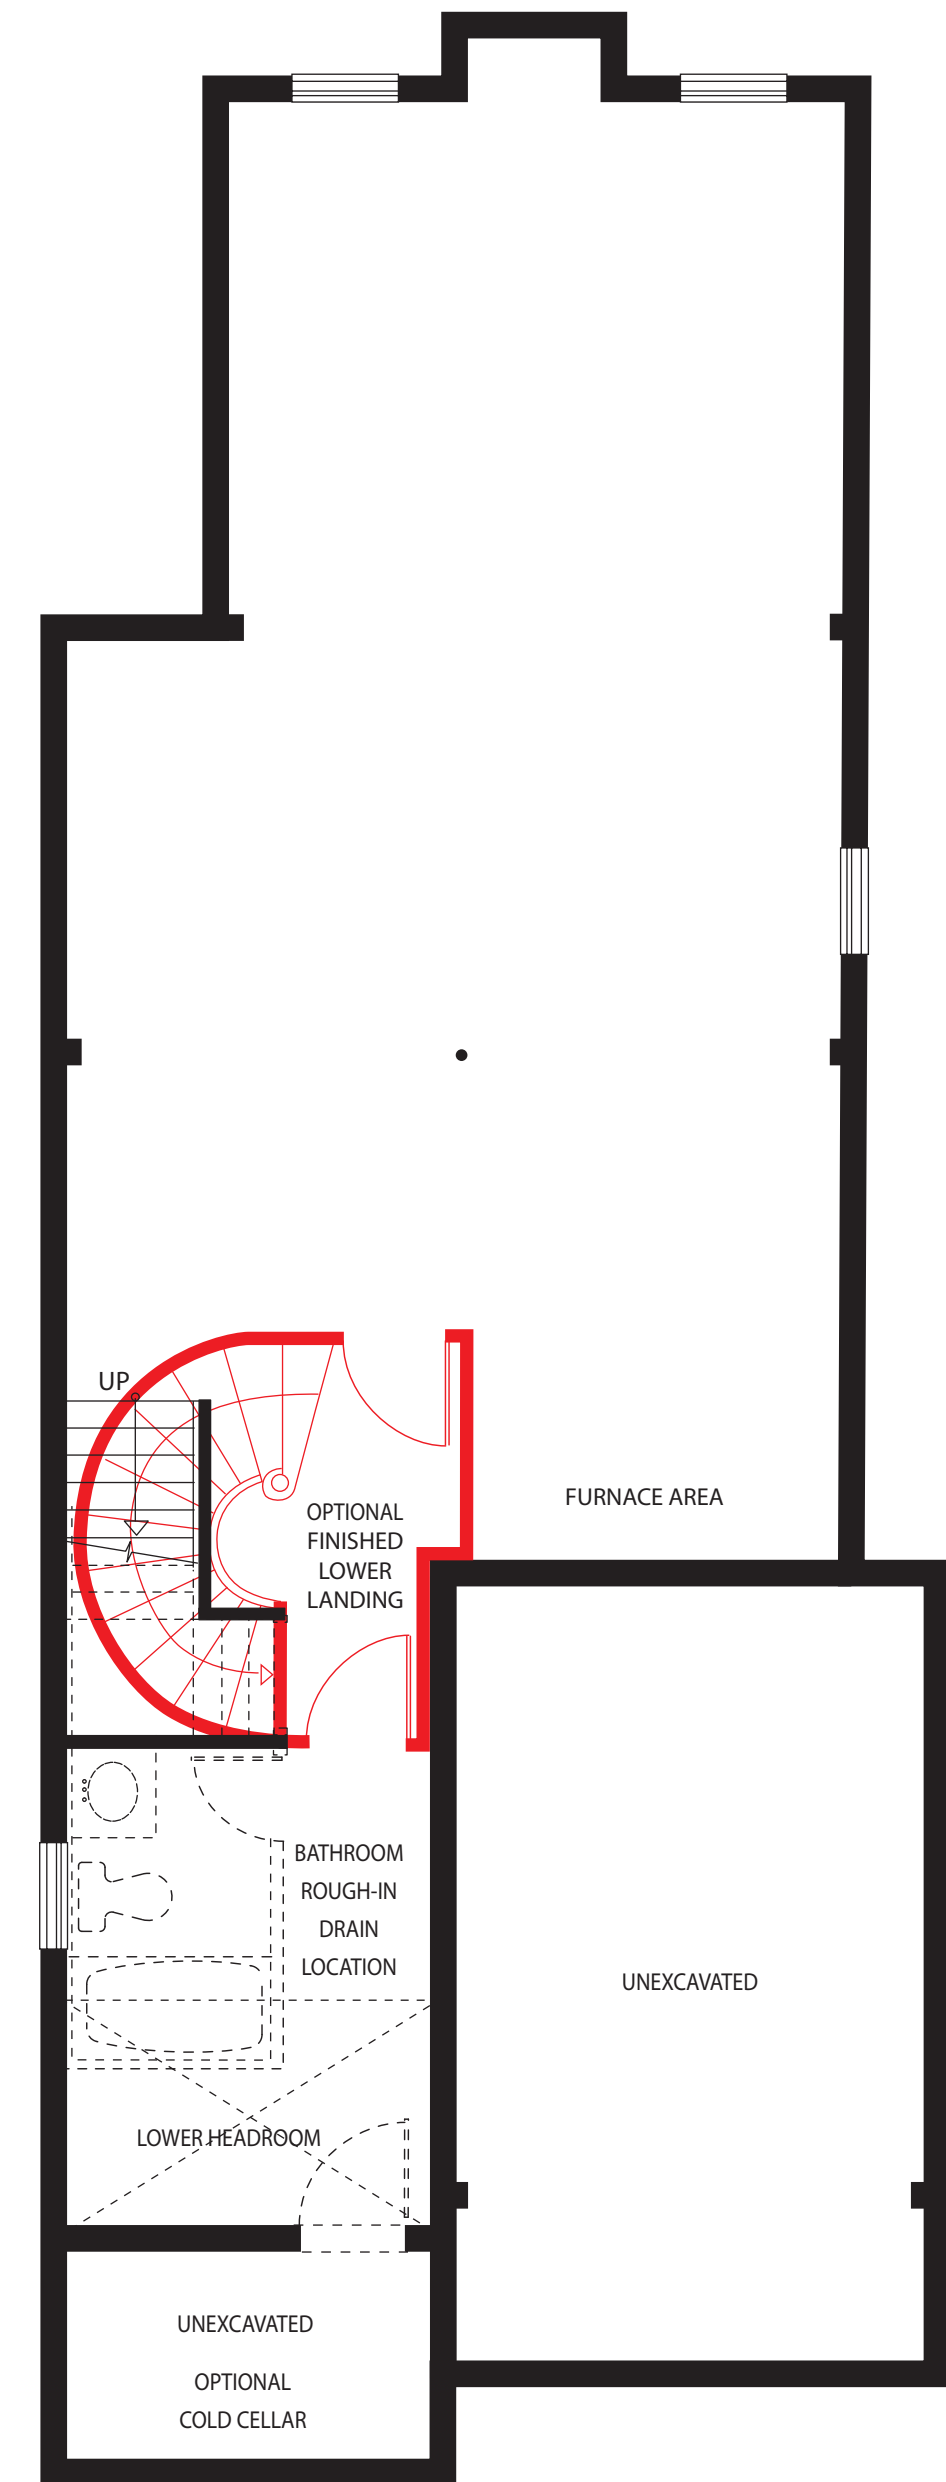 UP
FURNACE AREA
OPTIONAL
FINISHED
LOWER
LANDING
BATHROOM
ROUGH-IN
DRAIN
LOCATION
UNEXCAVATED
LOWER HEADROOM
UNEXCAVATED
OPTIONAL
COLD CELLAR